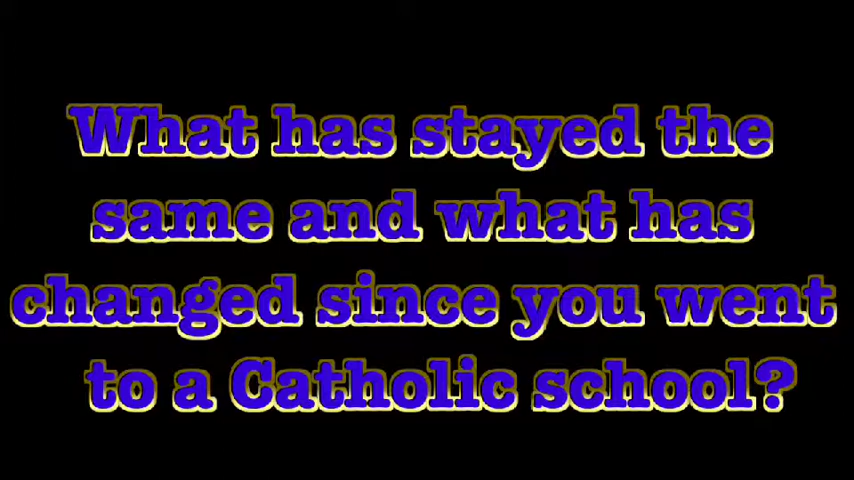 What has stayed the
same and what has
changed since you went
to a Catholic school?